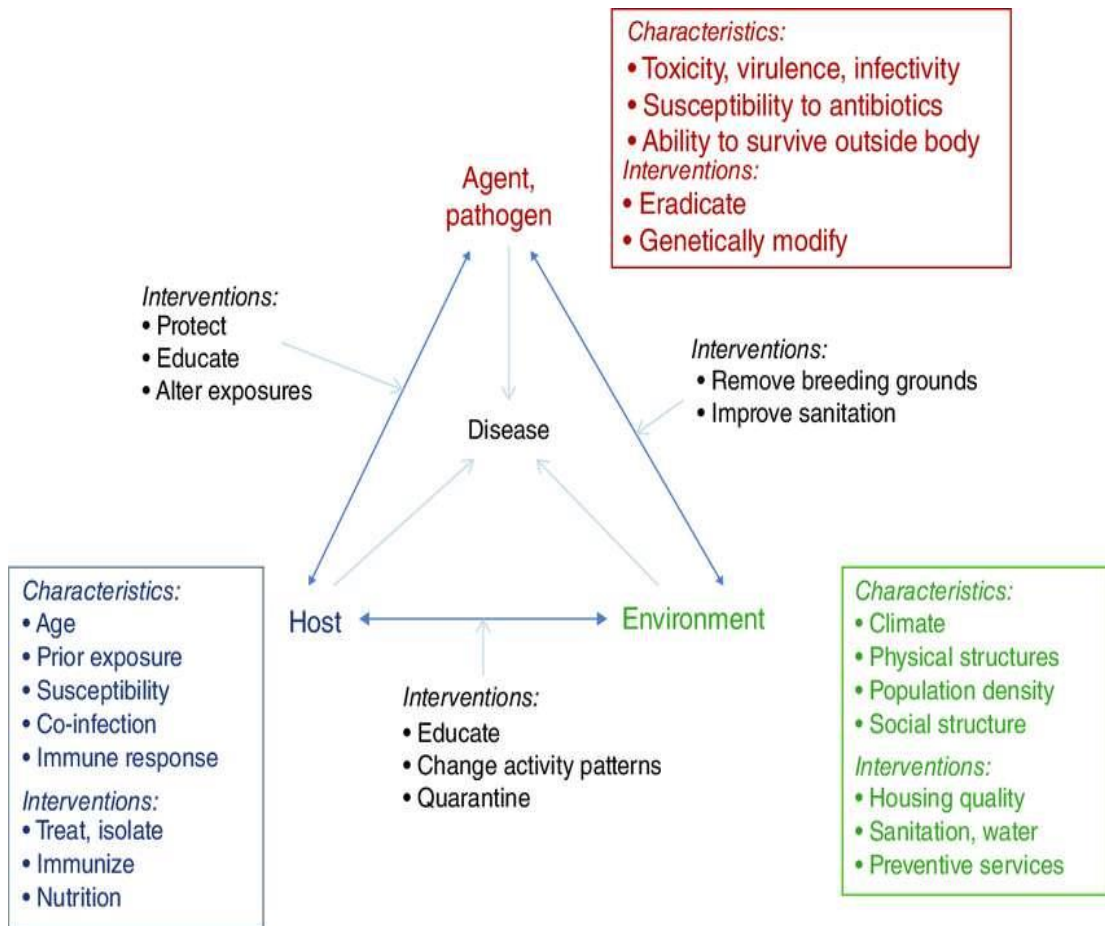 Characteristics:
• Toxicity, virulence, infectivity
• Susceptibility to antibiotics
• Ability to survive outside body
Interventions:
• Eradicate
• Genetically modify
Agent,
pathogen
Interventions:
• Protect
• Educate
• Alter exposures
Interventions:
• Remove breeding grounds
• Improve sanitation
Disease
Characteristics:
• Age
• Prior exposure
• Susceptibility
• Co-infection
• Immune response
Interventions:
• Treat, isolate
• Immunize
• Nutrition
Host
Environment
Interventions:
• Educate
• Change activity patterns
• Quarantine
Characteristics:
• Climate
• Physical structures
• Population density
• Social structure
Interventions:
• Housing quality
• Sanitation, water
• Preventive services